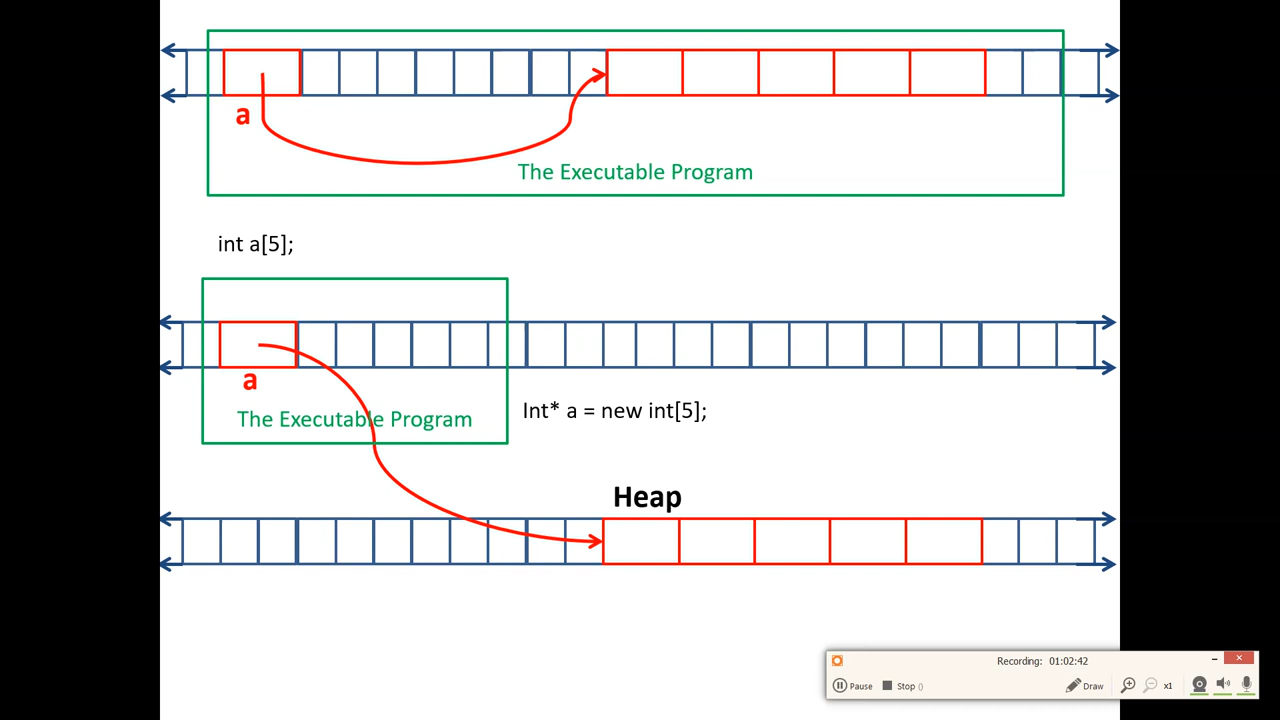 a
The Executable Program
int a[5];
a
The Executable Program
Int* a = new int[5];
Heap
Recording: 01:02:42
Pause Stop () Draw x1